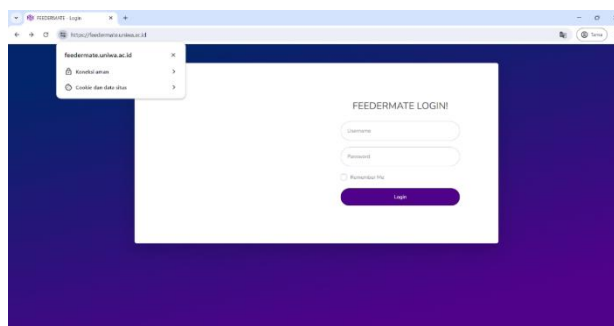 FEEDERMATE - Login
https://feedermate.uniwa.ac.id
Tamu
feedermate.uniwa.ac.id
Koneksi aman
Cookie dan data situs
FEEDERMATE LOGIN!
Username
Password
Remember Me
Login